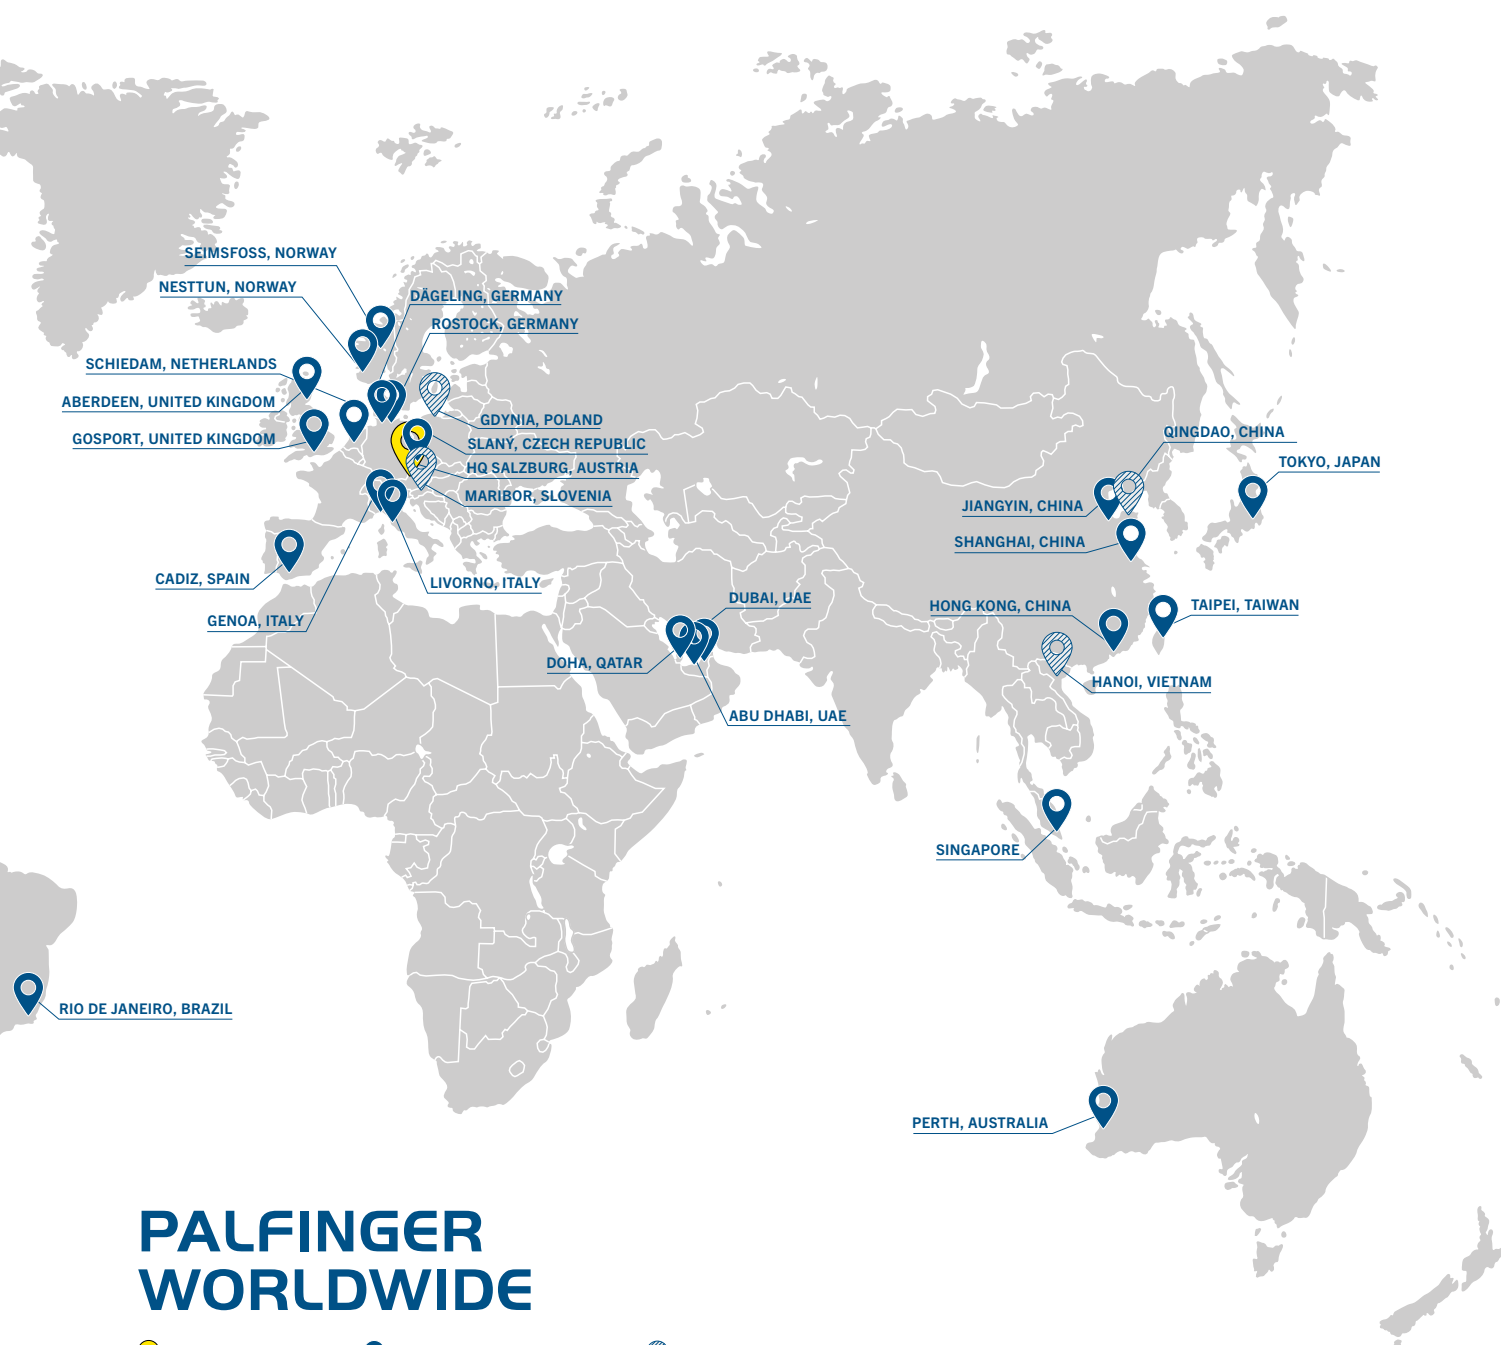 SEIMSFOSS, NORWAY
NESTTUN, NORWAY
DÄGELING, GERMANY
ROSTOCK, GERMANY
SCHIEDAM, NETHERLANDS
ABERDEEN, UNITED KINGDOM
GOSPORT, UNITED KINGDOM
GDYNIA, POLAND
SLANÝ, CZECH REPUBLIC
HQ SALZBURG, AUSTRIA
MARIBOR, SLOVENIA
QINGDAO, CHINA
TOKYO, JAPAN
JIANGYIN, CHINA
SHANGHAI, CHINA
CADIZ, SPAIN
LIVORNO, ITALY
GENOA, ITALY
DUBAI, UAE
HONG KONG, CHINA
TAIPEI, TAIWAN
DOHA, QATAR
HANOI, VIETNAM
ABU DHABI, UAE
SINGAPORE
RIO DE JANEIRO, BRAZIL
PERTH, AUSTRALIA
PALFINGER
WORLDWIDE